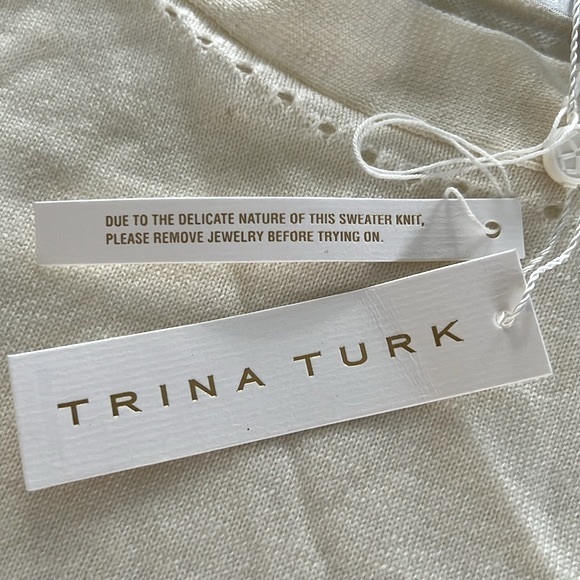 DUE TO THE DELICATE NATURE OF THIS SWEATER KNIT,
PLEASE REMOVE JEWELRY BEFORE TRYING ON.
TRINA TURK